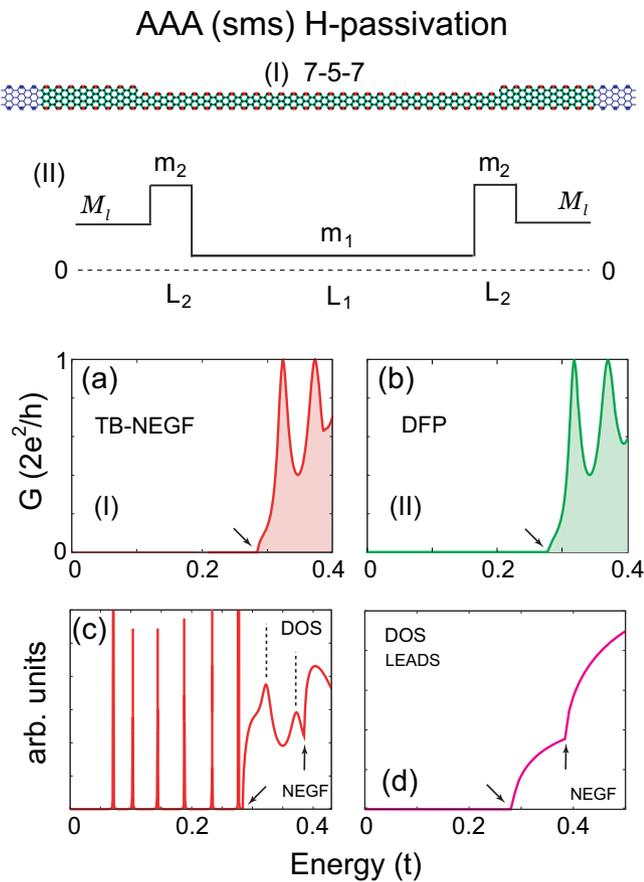 AAA (sms) H-passivation
(I) 7-5-7
(II)
m₂ m₂
Mₗ Mₗ
m₁
0 0
L₂ L₁ L₂
1
(a) (b)
TB-NEGF DFP
G (2e²/h)
(I) (II)
0
0 0.2 0.4 0 0.2 0.4
(c) DOS DOS
LEADS
arb. units
NEGF (d) NEGF
0 0.2 0.4 0 0.2 0.4
Energy (t)